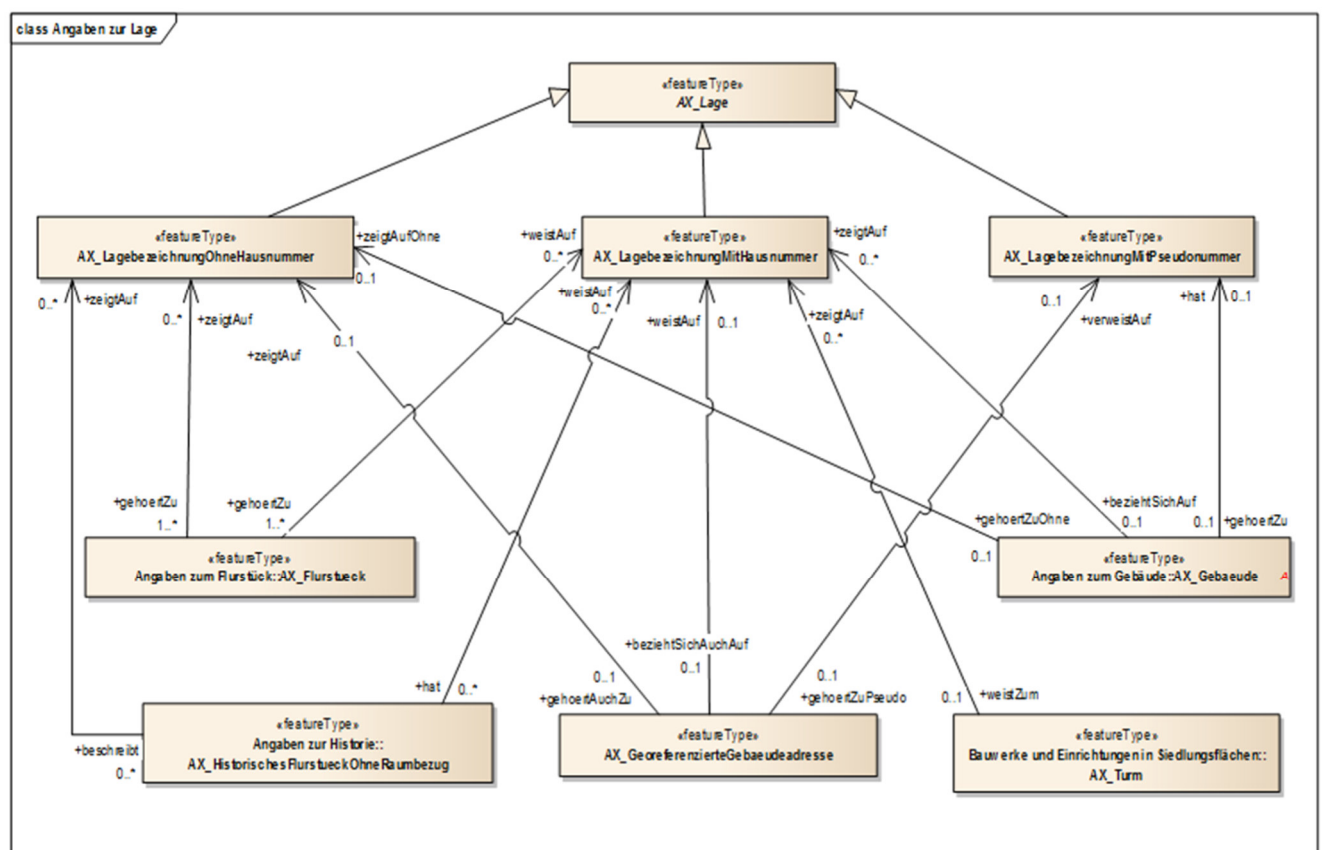 class Angaben zur Lage
«featureType»
AX_Lage
«featureType»
AX_LagebezeichnungOhneHausnummer
+zeigtAufOhne
0..1
+weistAuf
0..*
«featureType»
AX_LagebezeichnungMitHausnummer
+zeigtAuf
0..*
«featureType»
AX_LagebezeichnungMitPseudonummer
0..*
+zeigtAuf
0..*
+zeigtAuf
+zeigtAuf
0..1
+weistAuf
0..*
+weistAuf
0..1
+zeigtAuf
0..*
0..1
+verweistAuf
+hat
0..1
+gehoertZu
1..*
+gehoertZu
1..*
+gehoertZuOhne
0..1
+beziehtSichAuf
0..1
0..1
+gehoertZu
«featureType»
Angaben zum Flurstück::AX_Flurstueck
«featureType»
Angaben zum Gebäude::AX_Gebaeude
A
+hat
0..*
0..1
+gehoertAuchZu
+beziehtSichAuchAuf
0..1
0..1
+gehoertZuPseudo
0..1
+weistZum
+beschreibt
0..*
«featureType»
Angaben zur Historie::
AX_HistorischesFlurstueckOhneRaumbezug
«featureType»
AX_GeoreferenzierteGebaeudeadresse
«featureType»
Bauwerke und Einrichtungen in Siedlungsflächen::
AX_Turm